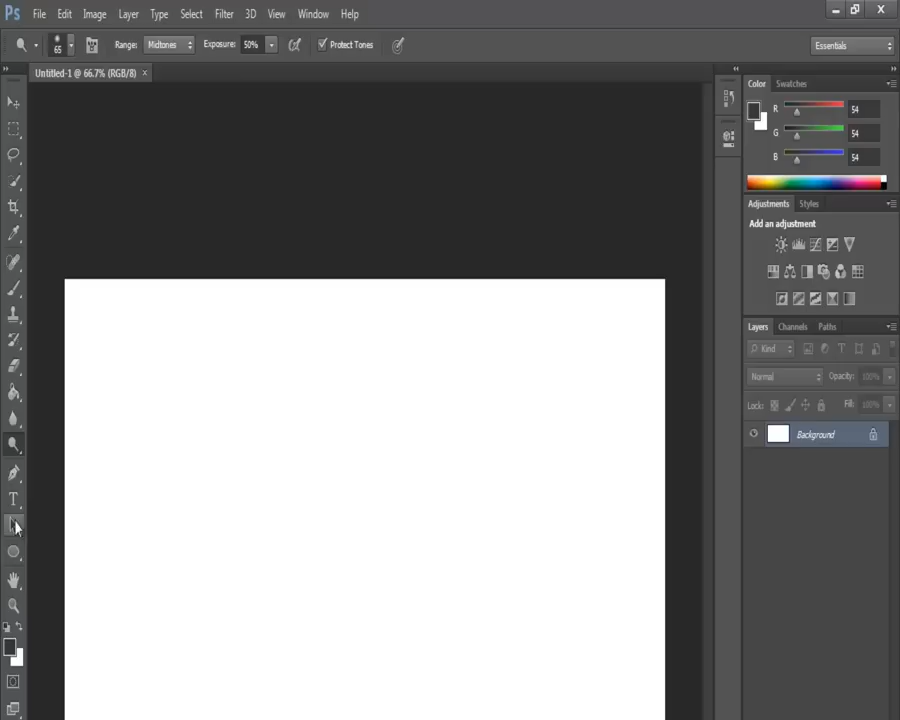 Ps File Edit Image Layer Type Select Filter 3D View Window Help
65 Range: Midtones Exposure: 50% Protect Tones Essentials
Untitled-1 @ 66.7% (RGB/8) ×
Color Swatches
R 54
G 54
B 54
Adjustments Styles
Add an adjustment
Layers Channels Paths
Kind T
Normal Opacity: 100%
Lock: Fill: 100%
Background
T